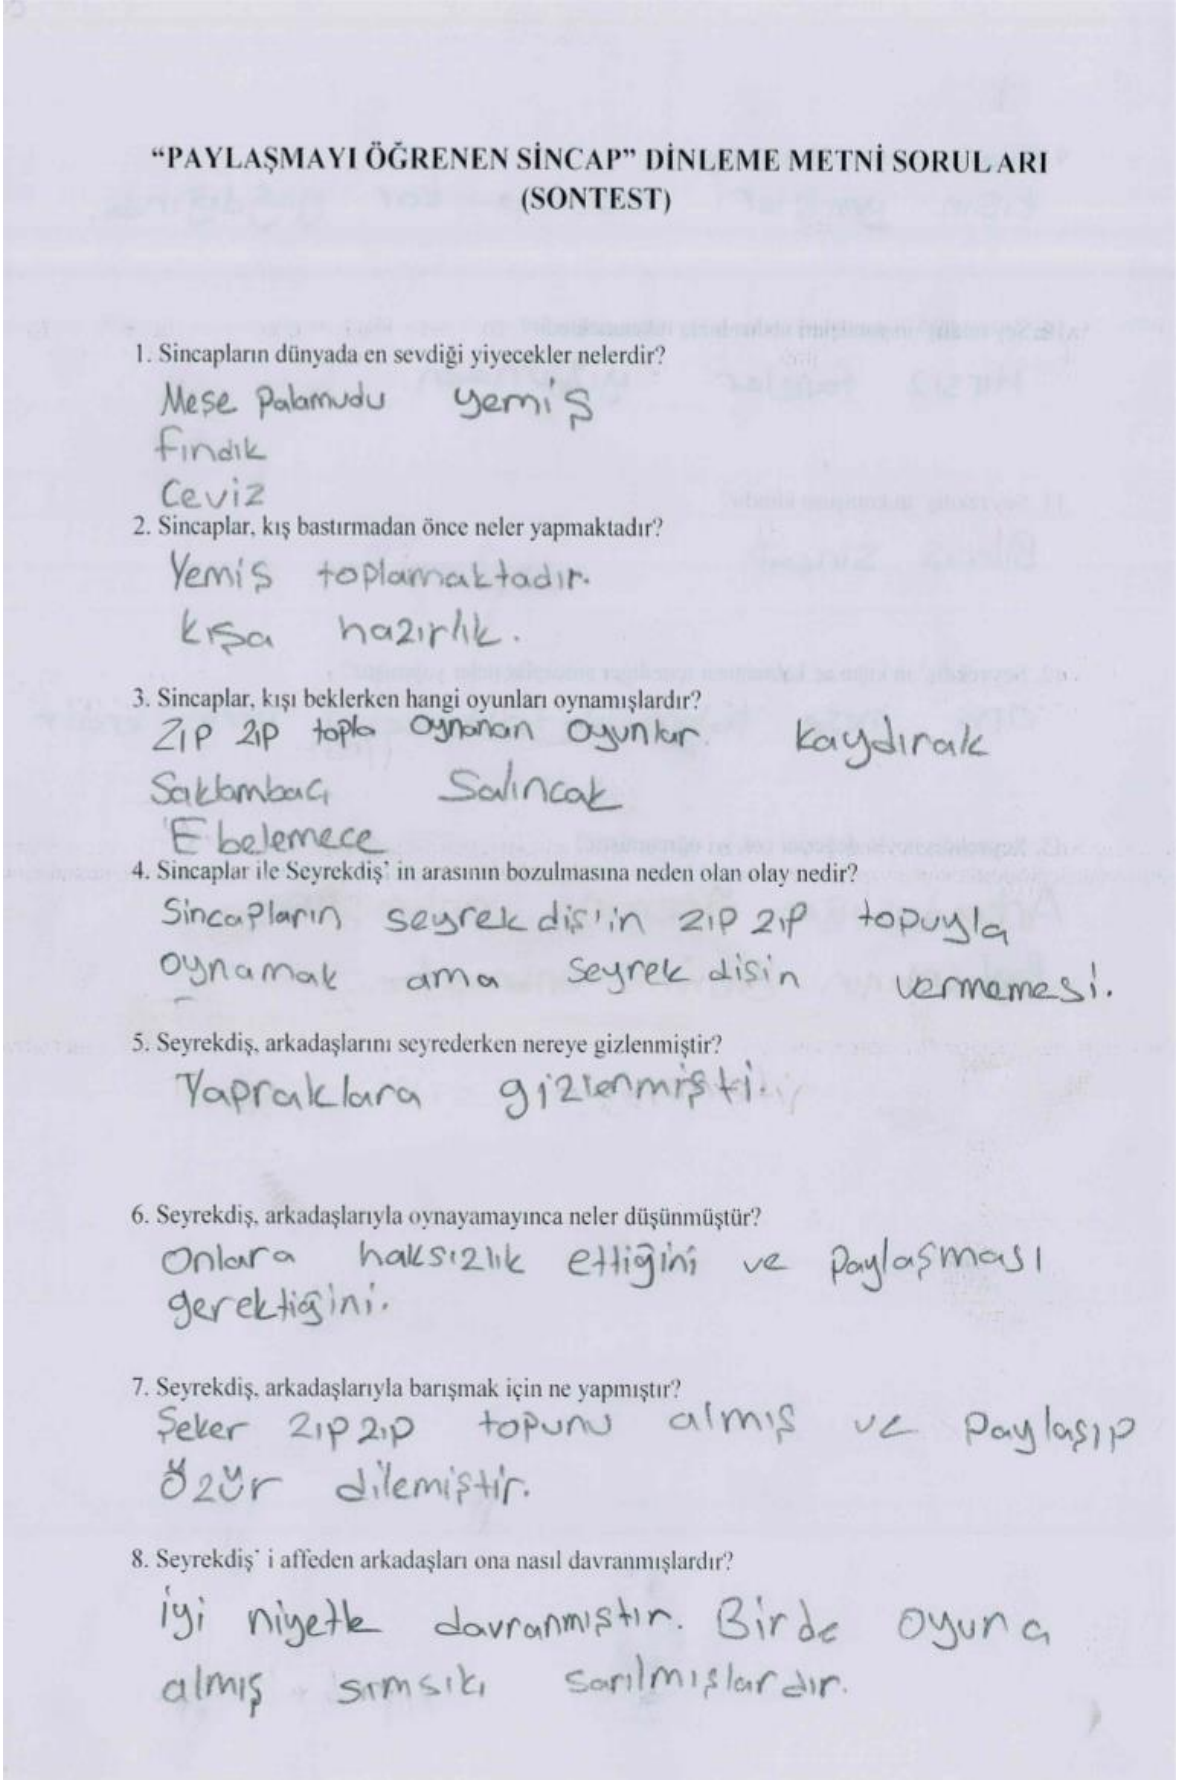 “PAYLAŞMAYI ÖĞRENEN SİNCAP” DİNLEME METNİ SORULARI
(SONTEST)
1. Sincapların dünyada en sevdiği yiyecekler nelerdir?
Meşe Palamudu yemiş
fındık
Ceviz
2. Sincaplar, kış bastırmadan önce neler yapmaktadır?
Yemiş toplamaktadır.
kışa hazırlık.
3. Sincaplar, kışı beklerken hangi oyunları oynamışlardır?
Zıp zıp topla oynanan oyunlar kaydırak
Saklambaç Salıncak
Ebelemece
4. Sincaplar ile Seyrekdiş’ in arasının bozulmasına neden olan olay nedir?
Sincapların seyrek diş'in zıp zıp topuyla
oynamak ama seyrek dişin vermemesi.
5. Seyrekdiş, arkadaşlarını seyrederken nereye gizlenmiştir?
Yapraklara gizlenmişti.
6. Seyrekdiş, arkadaşlarıyla oynayamayınca neler düşünmüştür?
Onlara haksızlık ettiğini ve Paylaşması
gerektiğini.
7. Seyrekdiş, arkadaşlarıyla barışmak için ne yapmıştır?
Şeker zıpzıp topunu almış ve Paylaşıp
özür dilemiştir.
8. Seyrekdiş’ i affeden arkadaşları ona nasıl davranmışlardır?
iyi niyetle davranmıştır. Birde oyuna
almış sımsıkı sarılmışlardır.